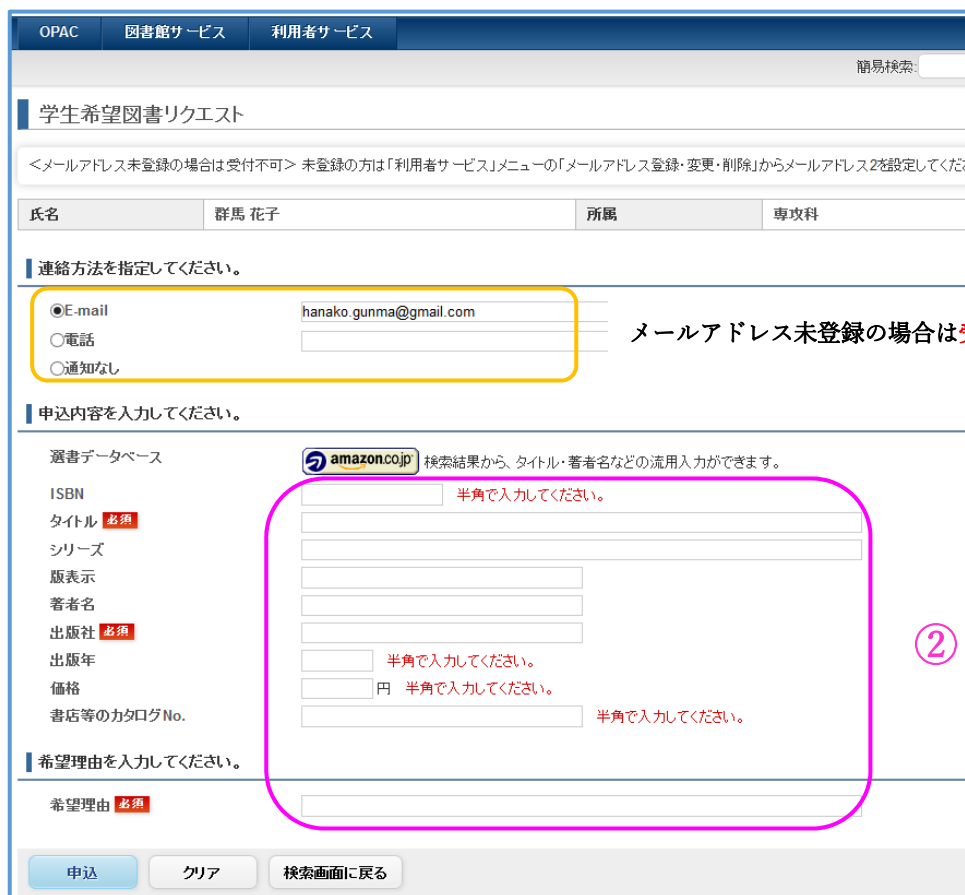 OPAC 図書館サービス 利用者サービス
簡易検索:
学生希望図書リクエスト
<メールアドレス未登録の場合は受付不可> 未登録の方は「利用者サービス」メニューの「メールアドレス登録・変更・削除」からメールアドレス2を設定してくだ
氏名 群馬 花子 所属 専攻科
連絡方法を指定してください。
E-mail hanako.gunma@gmail.com
電話
メールアドレス未登録の場合は
通知なし
申込内容を入力してください。
選書データベース amazon.co.jp 検索結果から、タイトル・著者名などの流用入力ができます。
ISBN 半角で入力してください。
タイトル 必須
シリーズ
版表示
著者名
出版社 必須
②
出版年 半角で入力してください。
価格 円 半角で入力してください。
書店等のカタログNo. 半角で入力してください。
希望理由を入力してください。
希望理由 必須
申込 クリア 検索画面に戻る